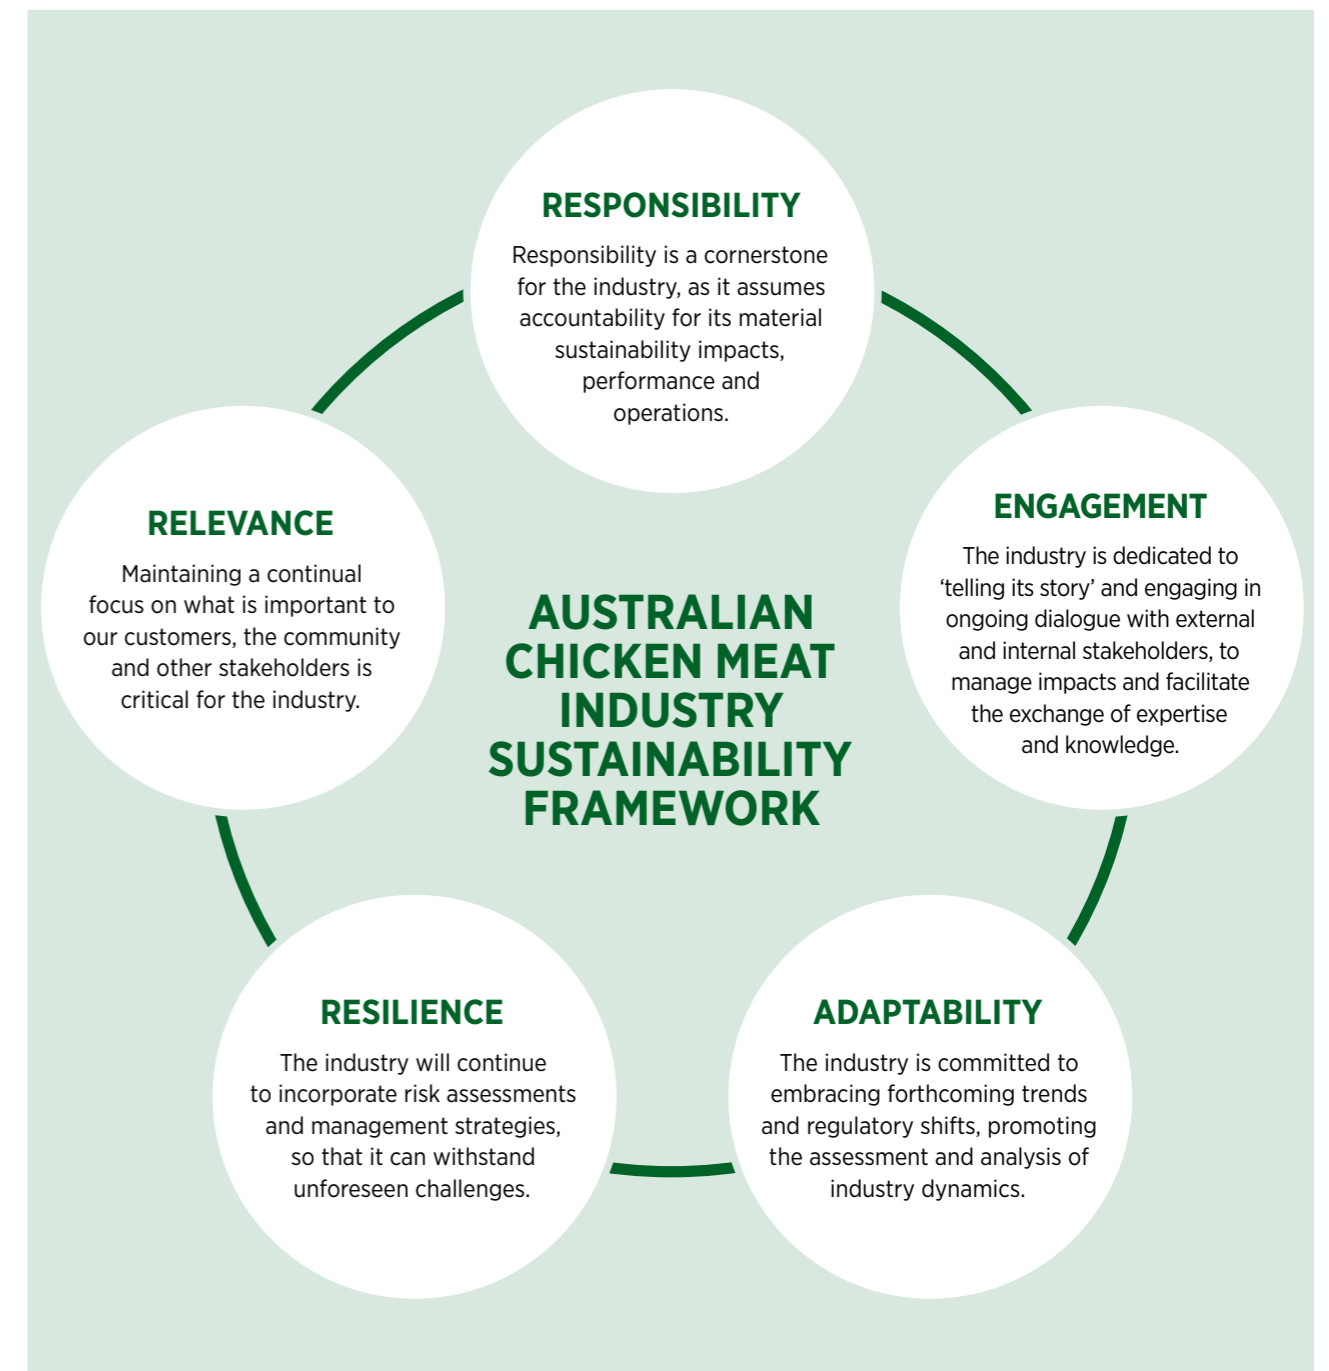 RESPONSIBILITY
Responsibility is a cornerstone
for the industry, as it assumes
accountability for its material
sustainability impacts,
performance and
operations.
ENGAGEMENT
The industry is dedicated to
‘telling its story’ and engaging in
ongoing dialogue with external
and internal stakeholders, to
manage impacts and facilitate
the exchange of expertise
and knowledge.
RELEVANCE
Maintaining a continual
focus on what is important to
our customers, the community
and other stakeholders is
critical for the industry.
AUSTRALIAN
CHICKEN MEAT
INDUSTRY
SUSTAINABILITY
FRAMEWORK
RESILIENCE
The industry will continue
to incorporate risk assessments
and management strategies,
so that it can withstand
unforeseen challenges.
ADAPTABILITY
The industry is committed to
embracing forthcoming trends
and regulatory shifts, promoting
the assessment and analysis of
industry dynamics.